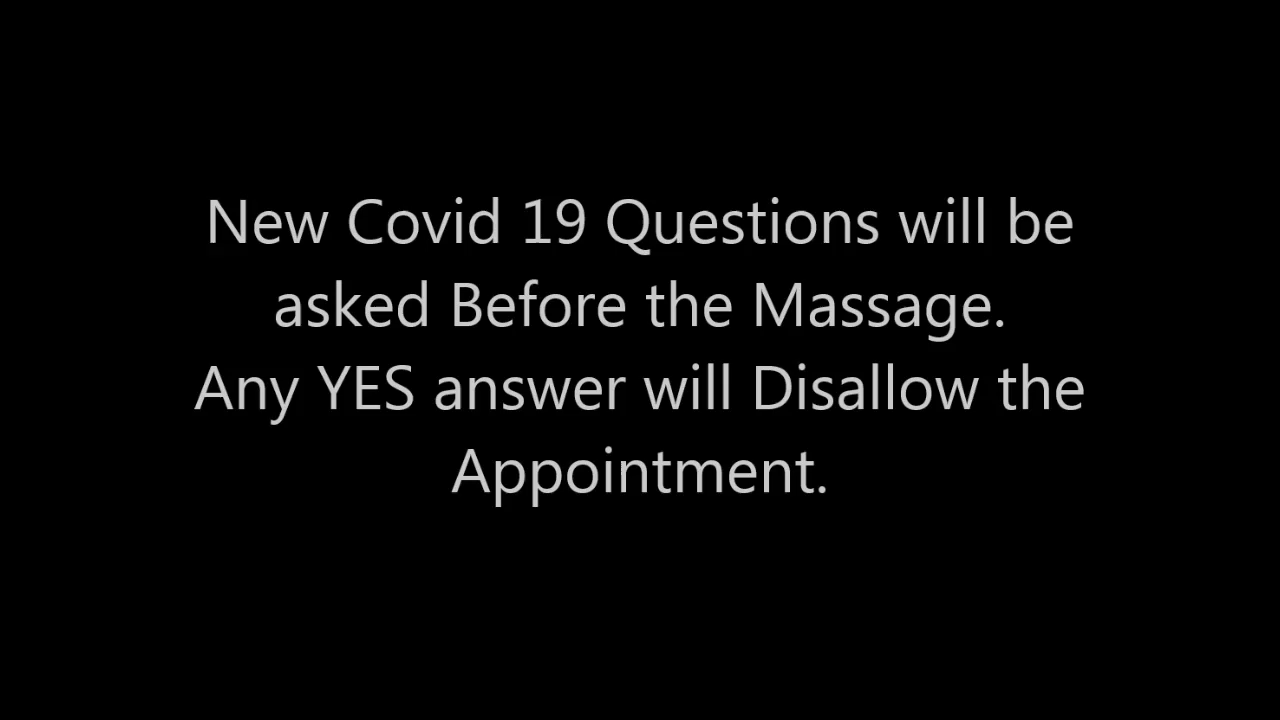 New Covid 19 Questions will be
asked Before the Massage.
Any YES answer will Disallow the
Appointment.